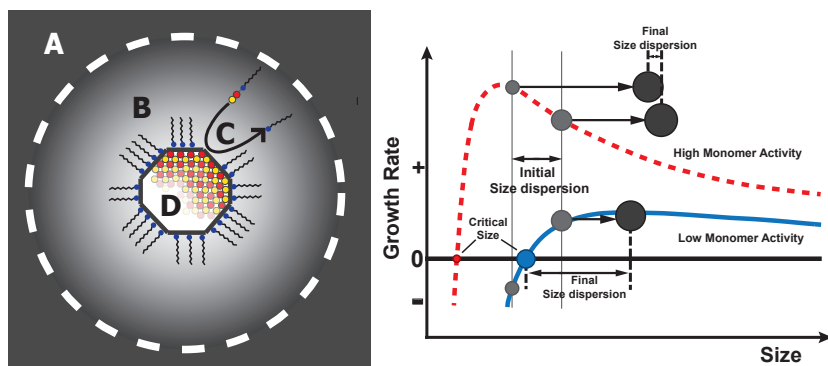 A
B
C
D
Growth Rate
+
0
-
Final
Size dispersion
High Monomer Activity
Initial
Size dispersion
Critical
Size
Low Monomer Activity
Final
Size dispersion
Size